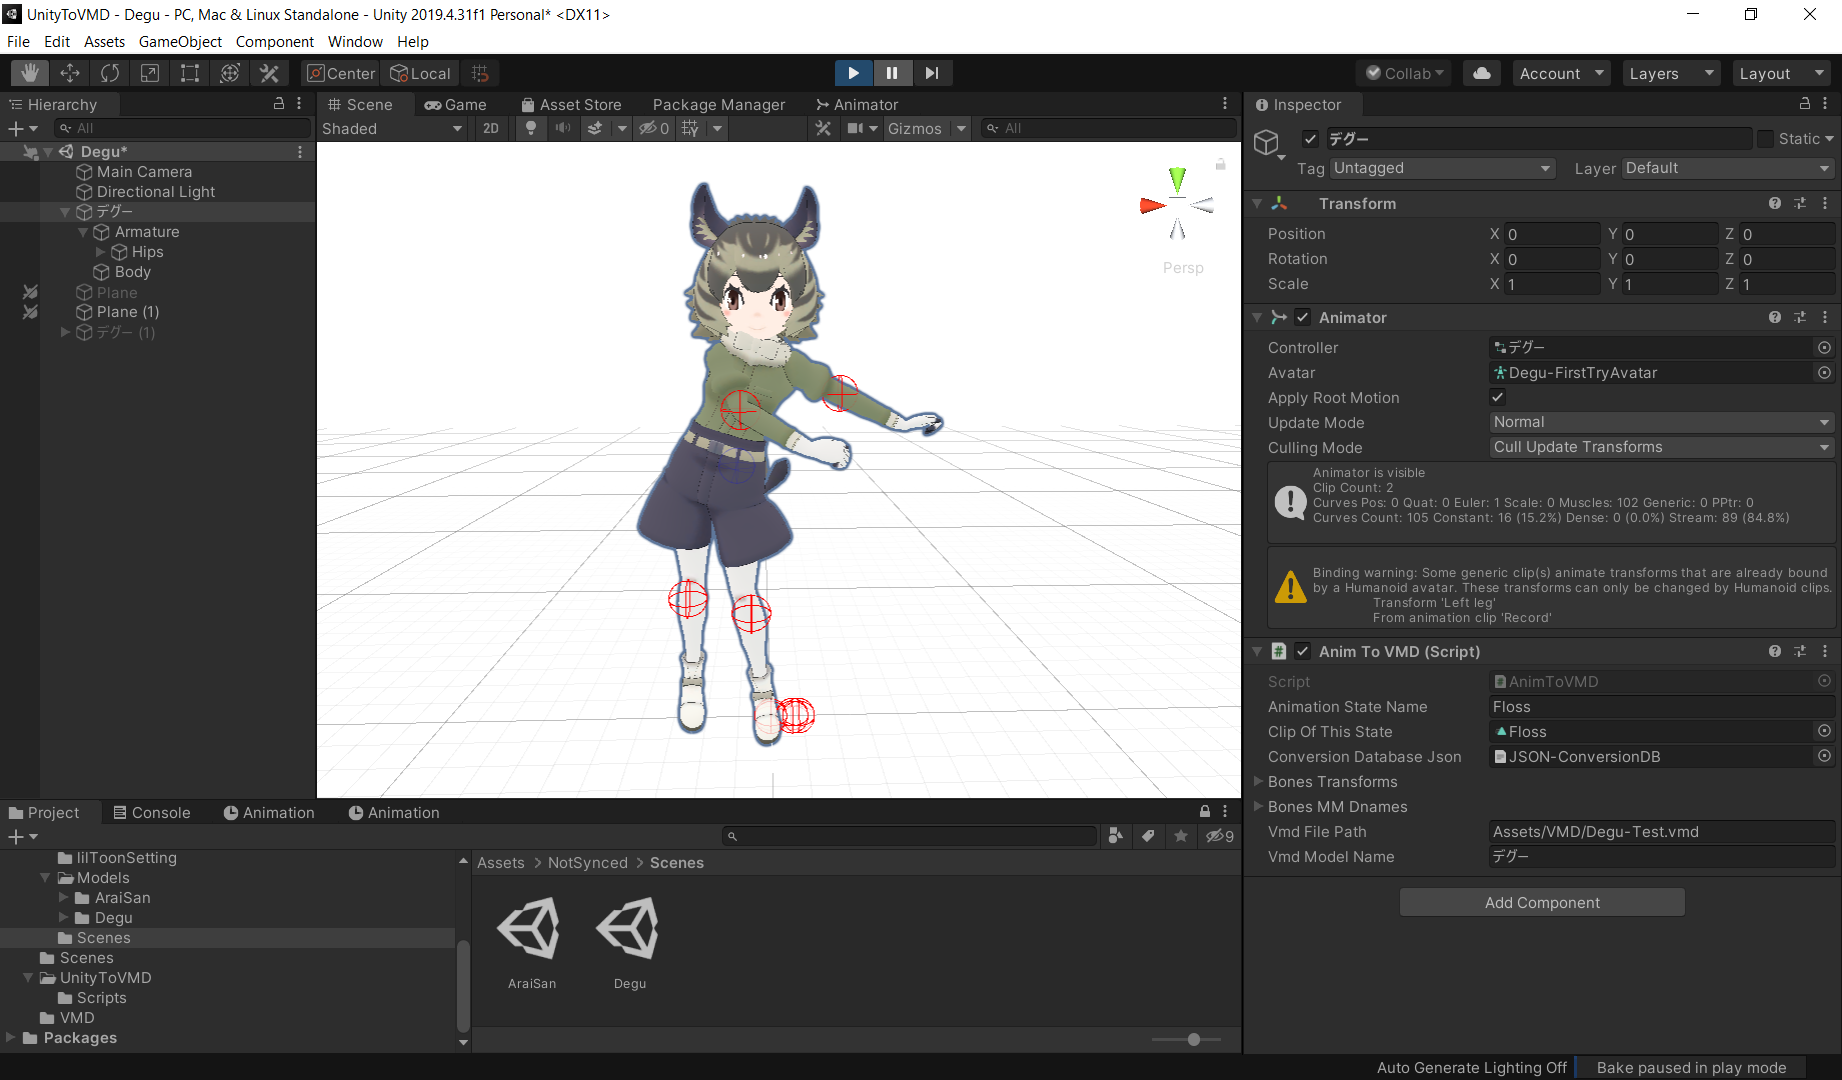 UnityToVMD - Degu - PC, Mac & Linux Standalone - Unity 2019.4.31f1 Personal* <DX11>
File Edit Assets GameObject Component Window Help
Center Local Collab Account Layers Layout
Hierarchy
All
Degu*
Main Camera
Directional Light
デグー
Armature
Hips
Body
Plane
Plane (1)
デグー (1)
Scene Game Asset Store Package Manager Animator
Shaded 2D 0 Gizmos All
Persp
Inspector
デグー Static
Tag Untagged Layer Default
Transform
Position X 0 Y 0 Z 0
Rotation X 0 Y 0 Z 0
Scale X 1 Y 1 Z 1
Animator
Controller デグー
Avatar Degu-FirstTryAvatar
Apply Root Motion
Update Mode Normal
Culling Mode Cull Update Transforms
Animator is visible
Clip Count: 2
Curves Pos: 0 Quat: 0 Euler: 1 Scale: 0 Muscles: 102 Generic: 0 PPtr: 0
Curves Count: 105 Constant: 16 (15.2%) Dense: 0 (0.0%) Stream: 89 (84.8%)
Binding warning: Some generic clip(s) animate transforms that are already bound
by a Humanoid avatar. These transforms can only be changed by Humanoid clips.
Transform 'Left leg'
From animation clip 'Record'
Anim To VMD (Script)
Script AnimToVMD
Animation State Name Floss
Clip Of This State Floss
Conversion Database Json JSON-ConversionDB
Bones Transforms
Bones MM Dnames
Vmd File Path Assets/VMD/Degu-Test.vmd
Vmd Model Name デグー
Add Component
Project Console Animation Animation
9
lilToonSetting
Models
AraiSan
Degu
Scenes
Scenes
UnityToVMD
Scripts
VMD
Packages
Assets > NotSynced > Scenes
AraiSan Degu
Auto Generate Lighting Off Bake paused in play mode